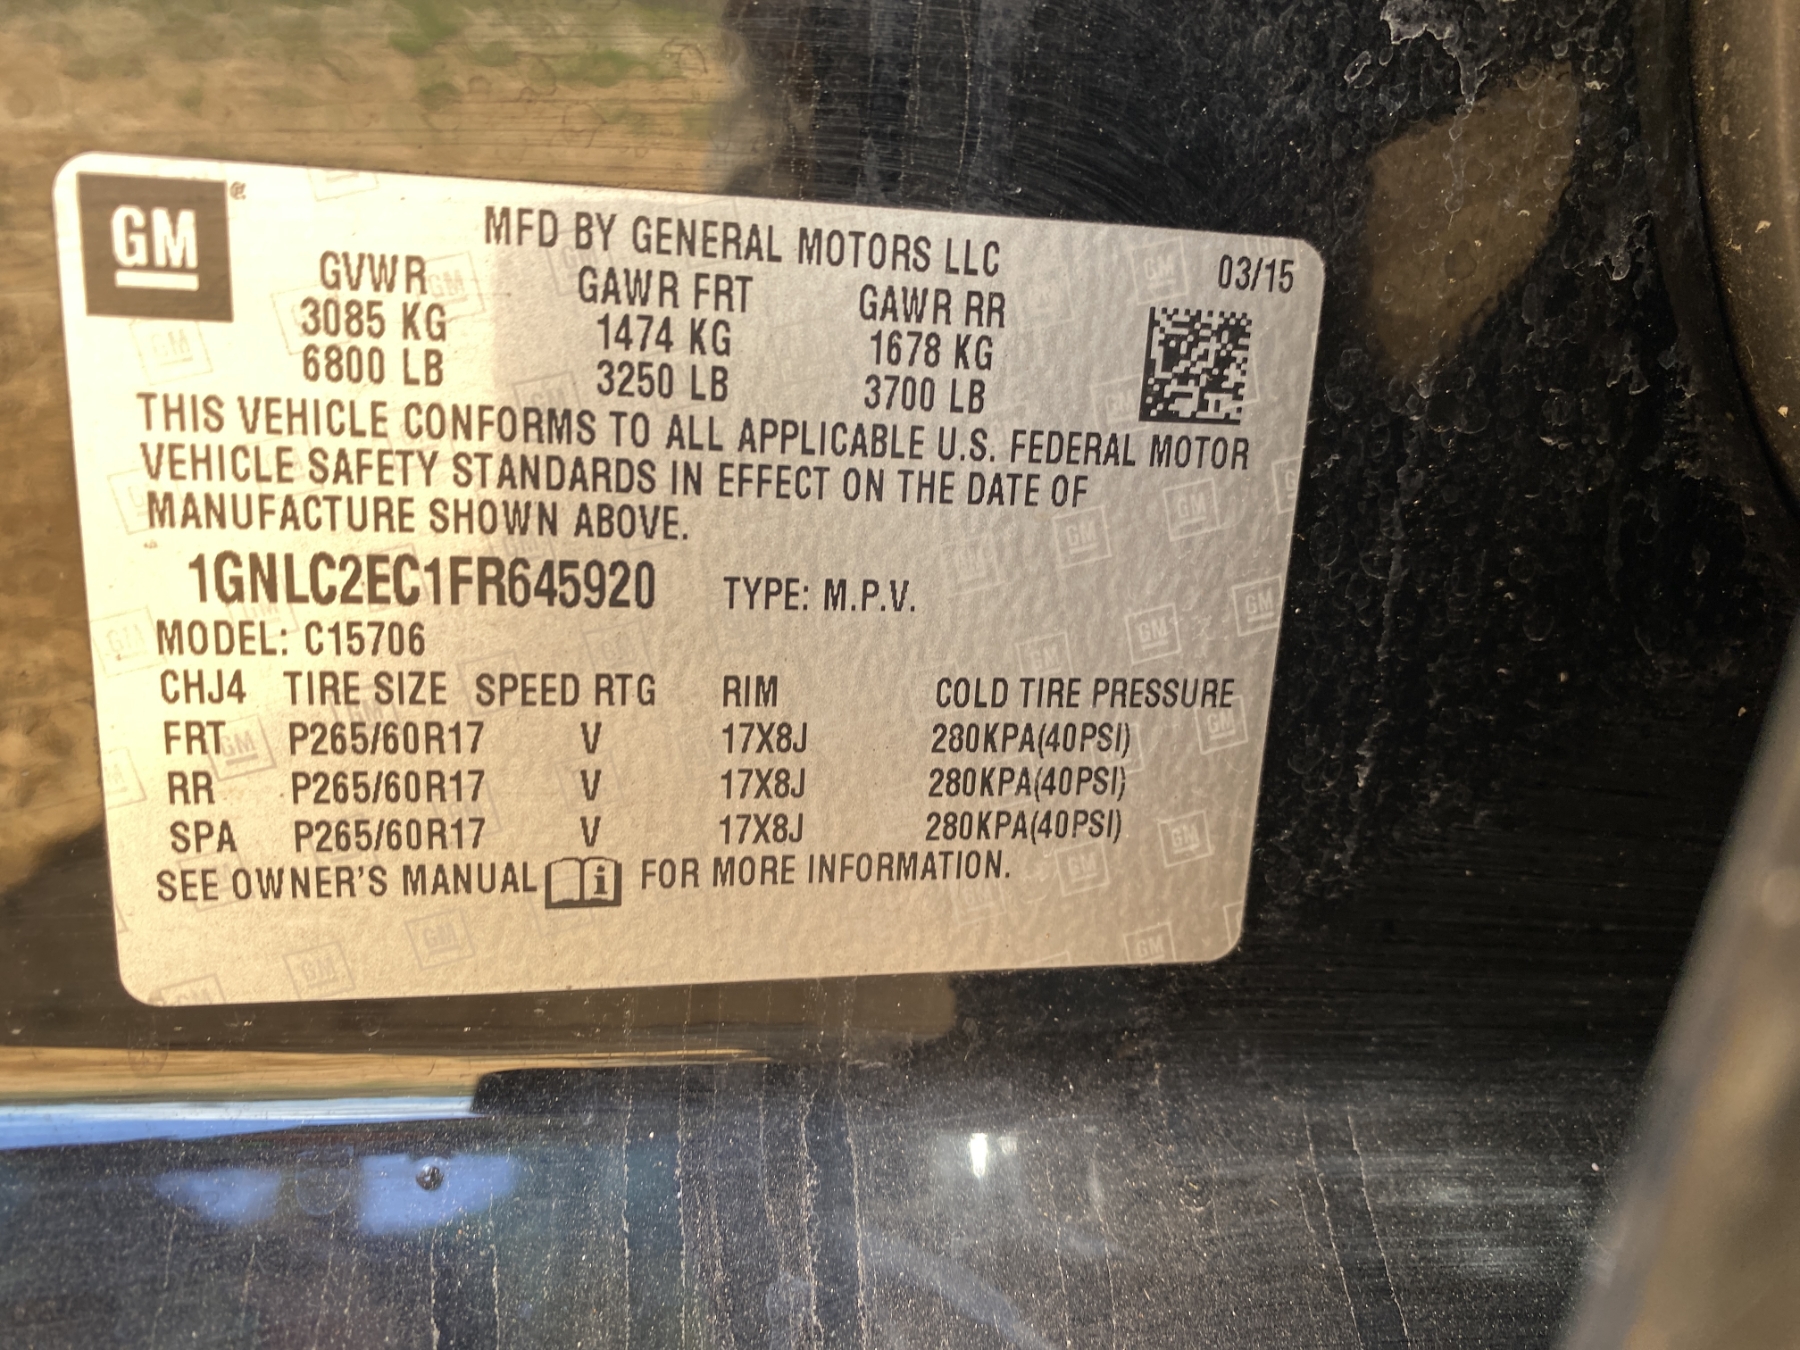 GM ®
MFD BY GENERAL MOTORS LLC
03/15
GVWR GAWR FRT GAWR RR
3085 KG 1474 KG 1678 KG
6800 LB 3250 LB 3700 LB
THIS VEHICLE CONFORMS TO ALL APPLICABLE U.S. FEDERAL MOTOR
VEHICLE SAFETY STANDARDS IN EFFECT ON THE DATE OF
MANUFACTURE SHOWN ABOVE.
1GNLC2EC1FR645920 TYPE: M.P.V.
MODEL: C15706
CHJ4 TIRE SIZE SPEED RTG RIM COLD TIRE PRESSURE
FRT P265/60R17 V 17X8J 280KPA(40PSI)
RR P265/60R17 V 17X8J 280KPA(40PSI)
SPA P265/60R17 V 17X8J 280KPA(40PSI)
SEE OWNER'S MANUAL i FOR MORE INFORMATION.